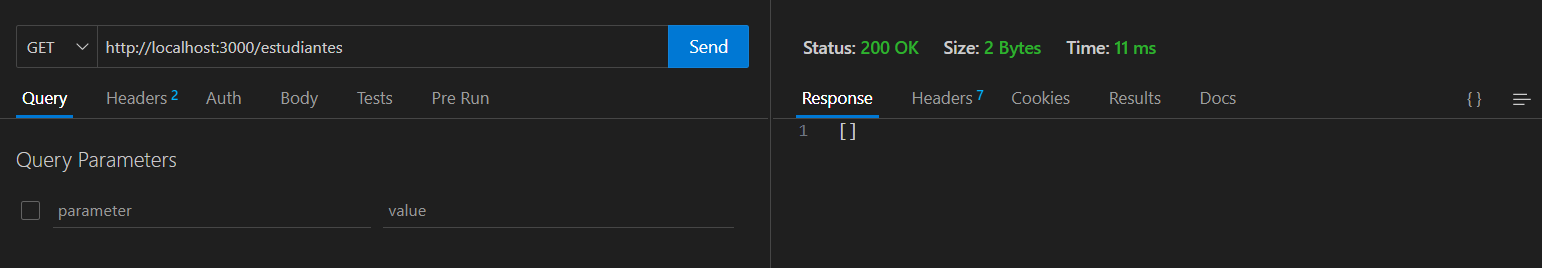 GET http://localhost:3000/estudiantes Send
Query Headers 2 Auth Body Tests Pre Run
Query Parameters
parameter value
Status: 200 OK Size: 2 Bytes Time: 11 ms
Response Headers 7 Cookies Results Docs {}
1 []